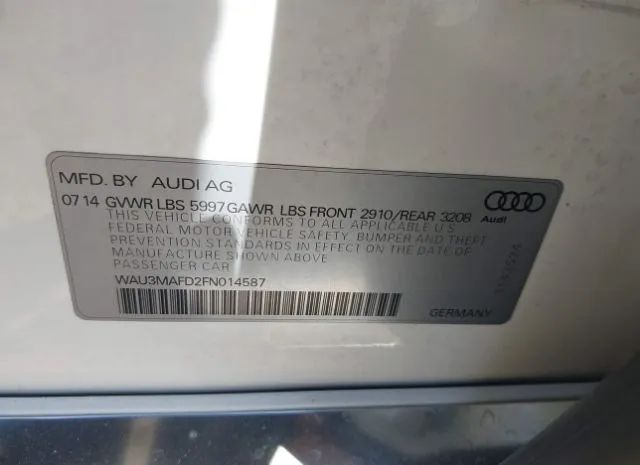 MFD. BY AUDI AG
07 14 GVWR LBS 5997 GAWR LBS FRONT 2910/REAR 3208
THIS VEHICLE CONFORMS TO ALL APPLICABLE U S
FEDERAL MOTOR VEHICLE SAFETY, BUMPER AND THEFT
PREVENTION STANDARDS IN EFFECT ON THE DATE OF
MANUFACTURE SHOWN ABOVE.
PASSENGER CAR
WAU3MAFD2FN014587
Audi
GERMANY